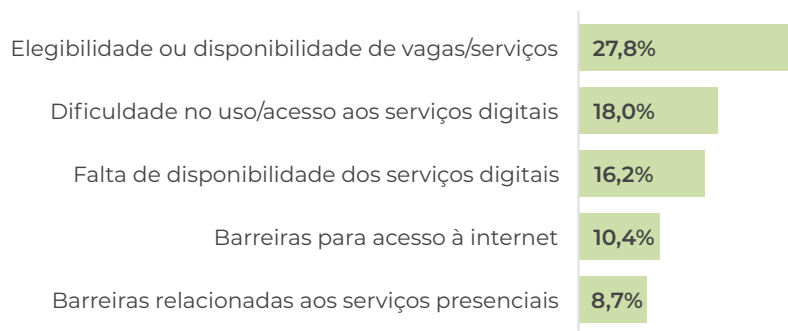 Elegibilidade ou disponibilidade de vagas/serviços 27,8%
Dificuldade no uso/acesso aos serviços digitais 18,0%
Falta de disponibilidade dos serviços digitais 16,2%
Barreiras para acesso à internet 10,4%
Barreiras relacionadas aos serviços presenciais 8,7%